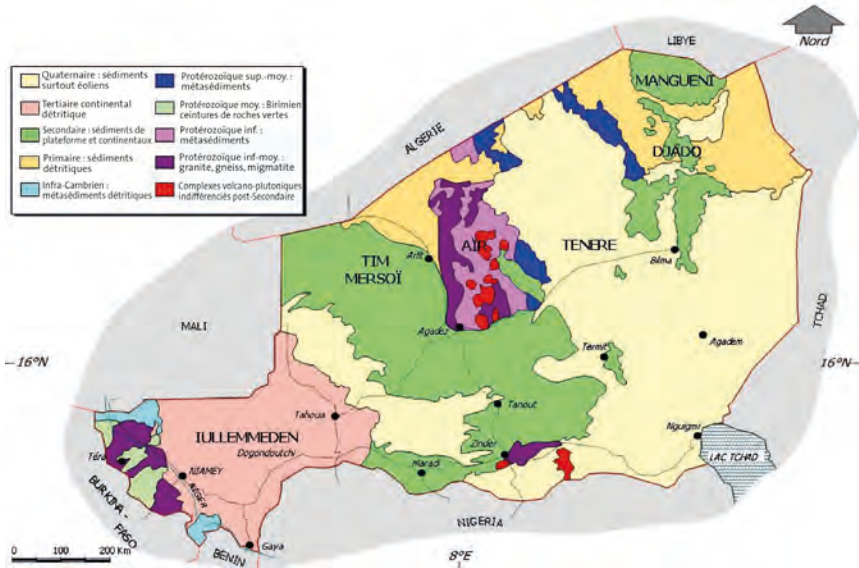 Nord
LIBYE
MANGUENI
Quaternaire : sédiments
surtout éoliens
Tertiaire continental
détritique
Secondaire : sédiments de
plateforme et continentaux
Primaire : sédiments
détritiques
Infra-Cambrien :
métasédiments détritiques
Protérozoïque sup.-moy. :
métasédiments
Protérozoïque moy. : Birimien
ceintures de roches vertes
Protérozoïque inf. :
métasédiments
Protérozoïque inf-moy. :
granite, gneiss, migmatite
Complexes volcano-plutoniques
indifférenciés post-Secondaire
ALGERIE
DJADO
AÏR
TENERE
TIM
MERSOÏ
Arlit
Bilma
MALI
Agadez
TCHAD
Termit
Agadem
16°N
16°N
Tahoua
Tanout
IULLEMMEDEN
Dogondoutchi
Nguigmi
Zinder
LAC TCHAD
Téra
NIAMEY
Maradi
NIGER
BURKINA-
FASO
NIGERIA
Gaya
BENIN
0 100 200 Km
8°E